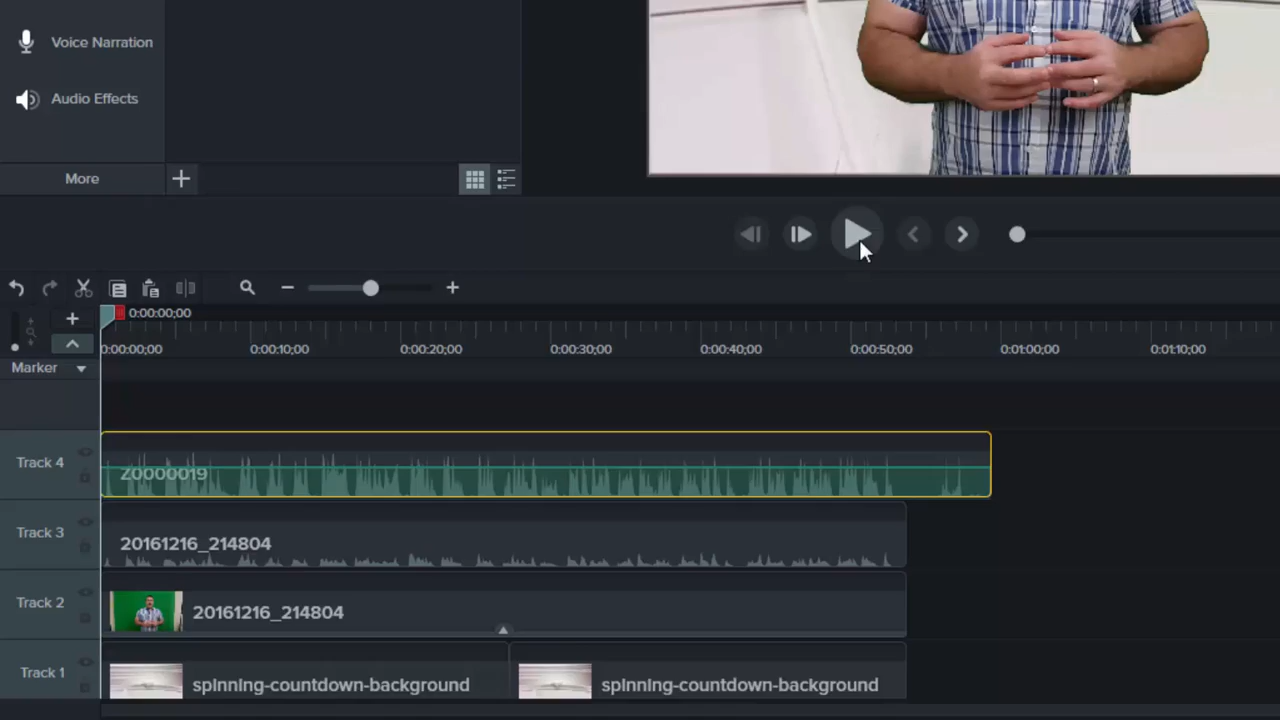 Voice Narration
Audio Effects
More
0:00:00;00
0:00:00;00 0:00:10;00 0:00:20;00 0:00:30;00 0:00:40;00 0:00:50;00 0:01:00;00 0:01:10;00
Marker
Track 4
Z0000019
Track 3
20161216_214804
Track 2
20161216_214804
Track 1
spinning-countdown-background spinning-countdown-background